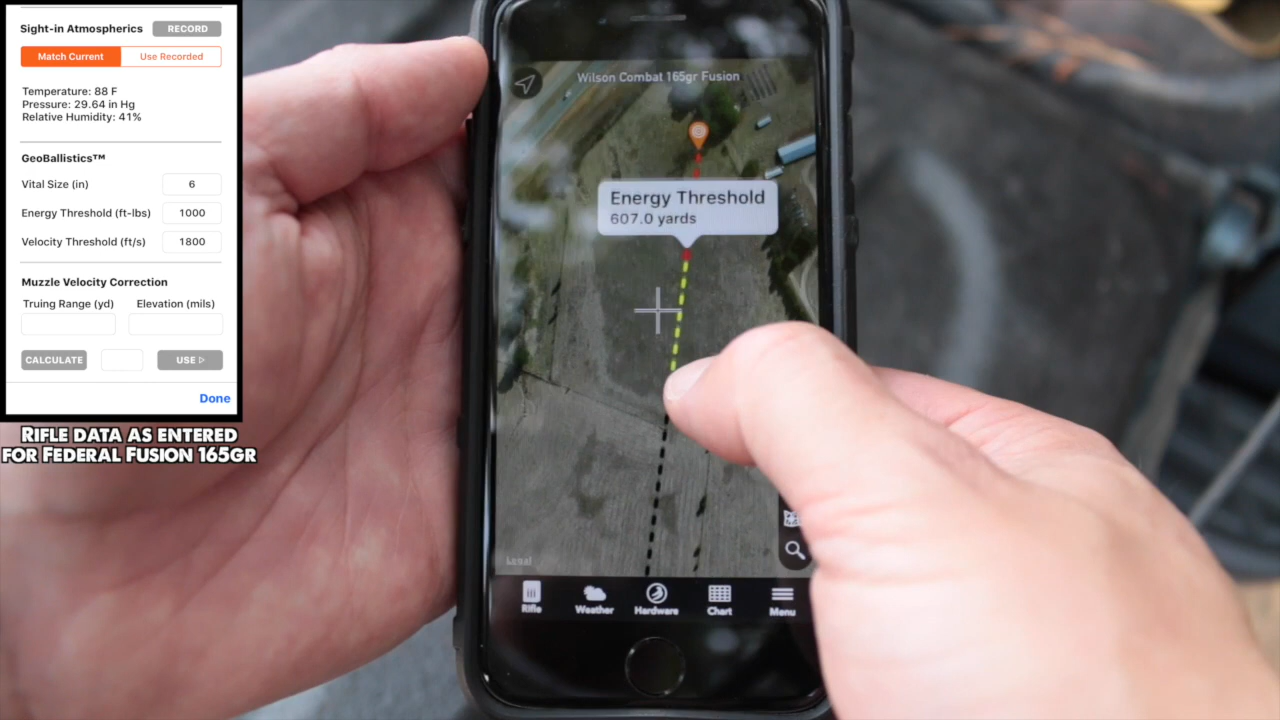 Sight-in Atmospherics RECORD
Match Current Use Recorded
Temperature: 88 F
Pressure: 29.64 in Hg
Relative Humidity: 41%
GeoBallistics™
Vital Size (in) 6
Energy Threshold (ft-lbs) 1000
Velocity Threshold (ft/s) 1800
Muzzle Velocity Correction
Truing Range (yd) Elevation (mils)
CALCULATE USE ▷
Done
RIFLE DATA AS ENTERED
FOR FEDERAL FUSION 165GR
Wilson Combat 165gr Fusion
Energy Threshold
607.0 yards
Legal
Rifle Weather Hardware Chart Menu